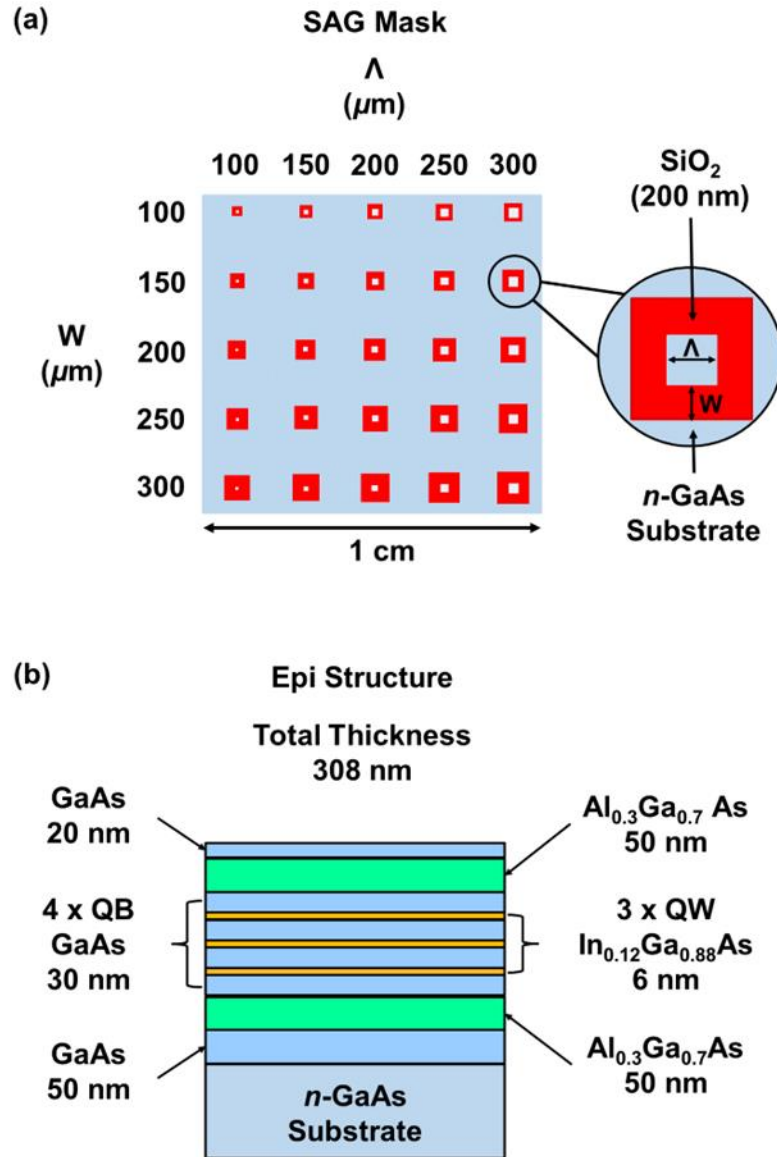 (a)
SAG Mask
Λ
(µm)
100 150 200 250 300
100
150
200
250
300
W
(µm)
1 cm
SiO₂
(200 nm)
Λ
W
n-GaAs
Substrate
(b)
Epi Structure
Total Thickness
308 nm
GaAs
20 nm
4 x QB
GaAs
30 nm
GaAs
50 nm
Al₀.₃Ga₀.₇ As
50 nm
3 x QW
In₀.₁₂Ga₀.₈₈As
6 nm
Al₀.₃Ga₀.₇As
50 nm
n-GaAs
Substrate